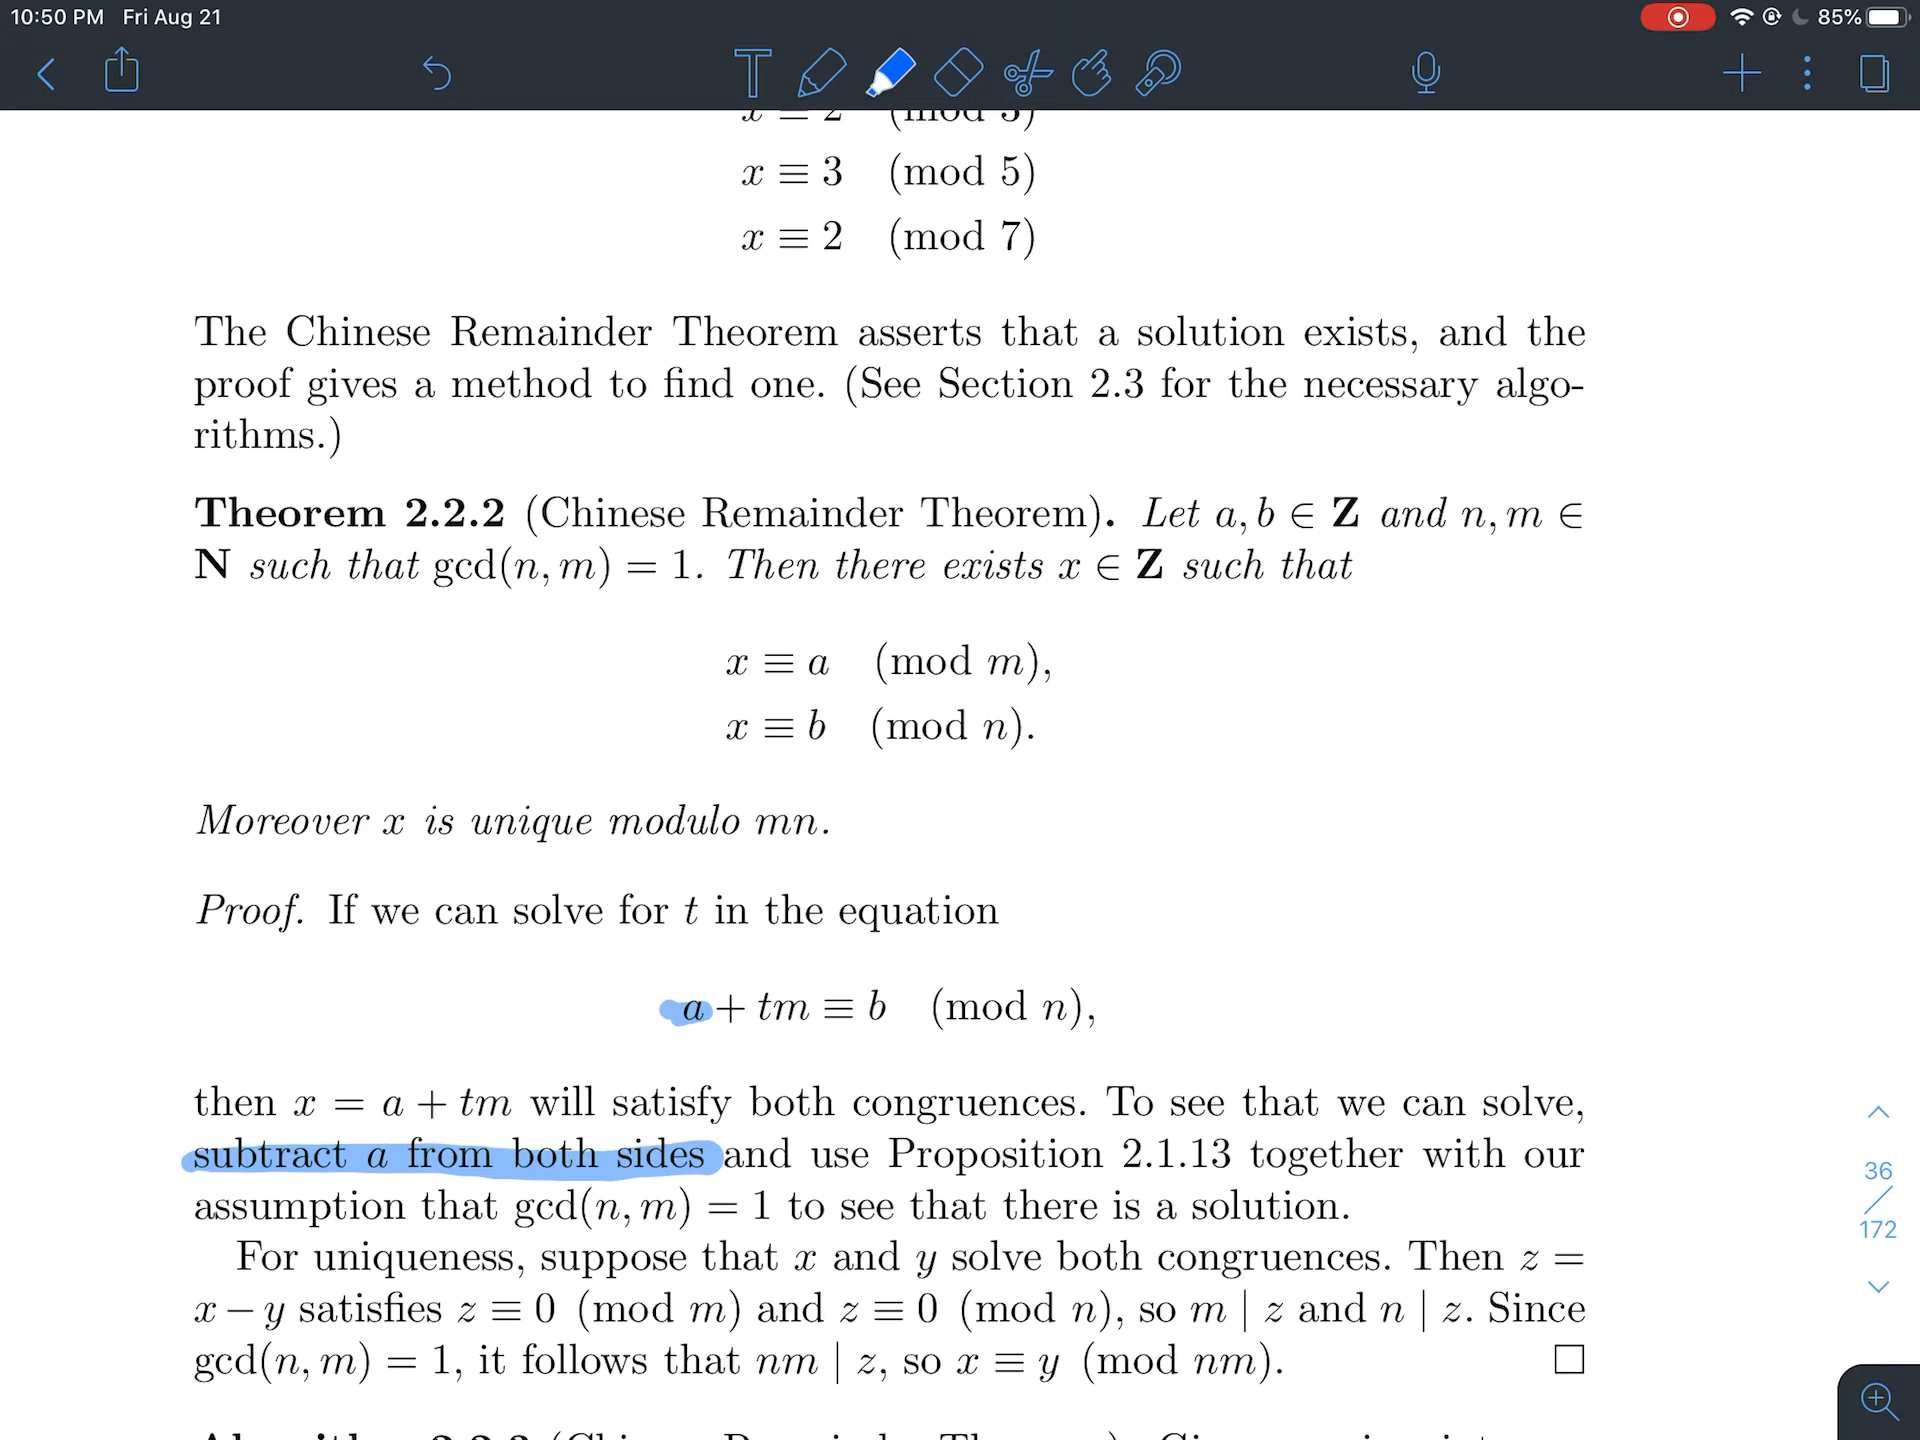 10:50 PM Fri Aug 21 85%
T
x ≡ 3 (mod 5)
x ≡ 2 (mod 7)
The Chinese Remainder Theorem asserts that a solution exists, and the
proof gives a method to find one. (See Section 2.3 for the necessary algo-
rithms.)
Theorem 2.2.2 (Chinese Remainder Theorem). Let a, b ∈ Z and n, m ∈
N such that gcd(n, m) = 1. Then there exists x ∈ Z such that
x ≡ a (mod m),
x ≡ b (mod n).
Moreover x is unique modulo mn.
Proof. If we can solve for t in the equation
a + tm ≡ b (mod n),
then x = a + tm will satisfy both congruences. To see that we can solve,
subtract a from both sides and use Proposition 2.1.13 together with our
assumption that gcd(n, m) = 1 to see that there is a solution.
For uniqueness, suppose that x and y solve both congruences. Then z =
x − y satisfies z ≡ 0 (mod m) and z ≡ 0 (mod n), so m | z and n | z. Since
gcd(n, m) = 1, it follows that nm | z, so x ≡ y (mod nm). □
36
/
172